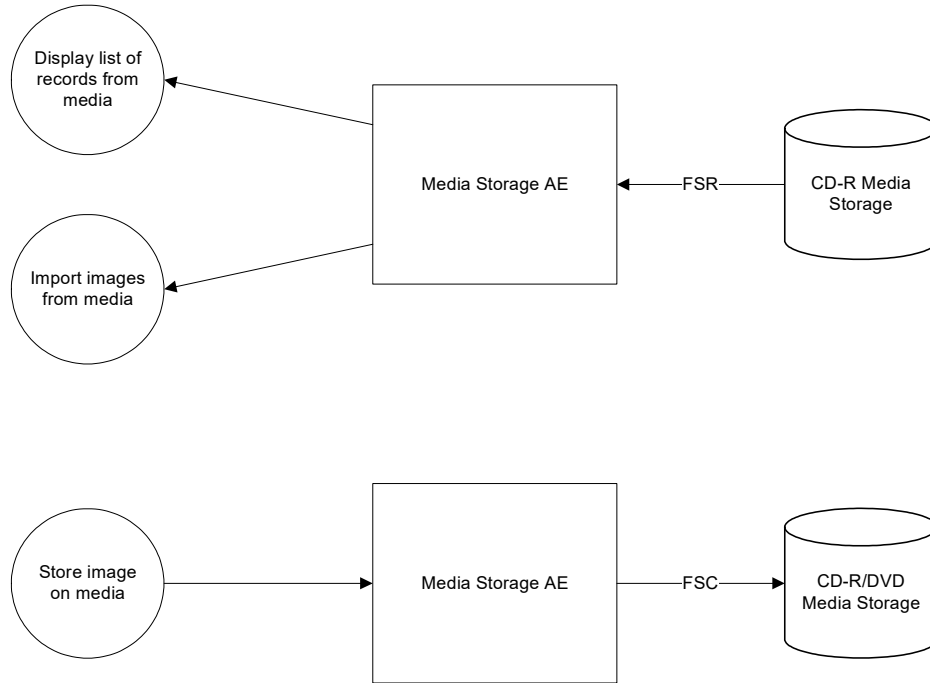 Display list of
records from
media
Media Storage AE
FSR
CD-R Media
Storage
Import images
from media
Store image
on media
Media Storage AE
FSC
CD-R/DVD
Media Storage